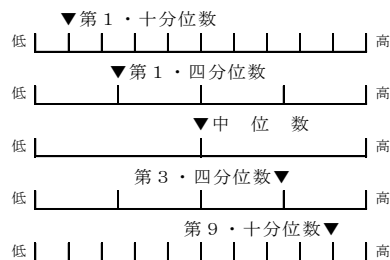 ▼第１・十分位数
低 高
▼第１・四分位数
低 高
▼中 位 数
低 高
第３・四分位数▼
低 高
第９・十分位数▼
低 高